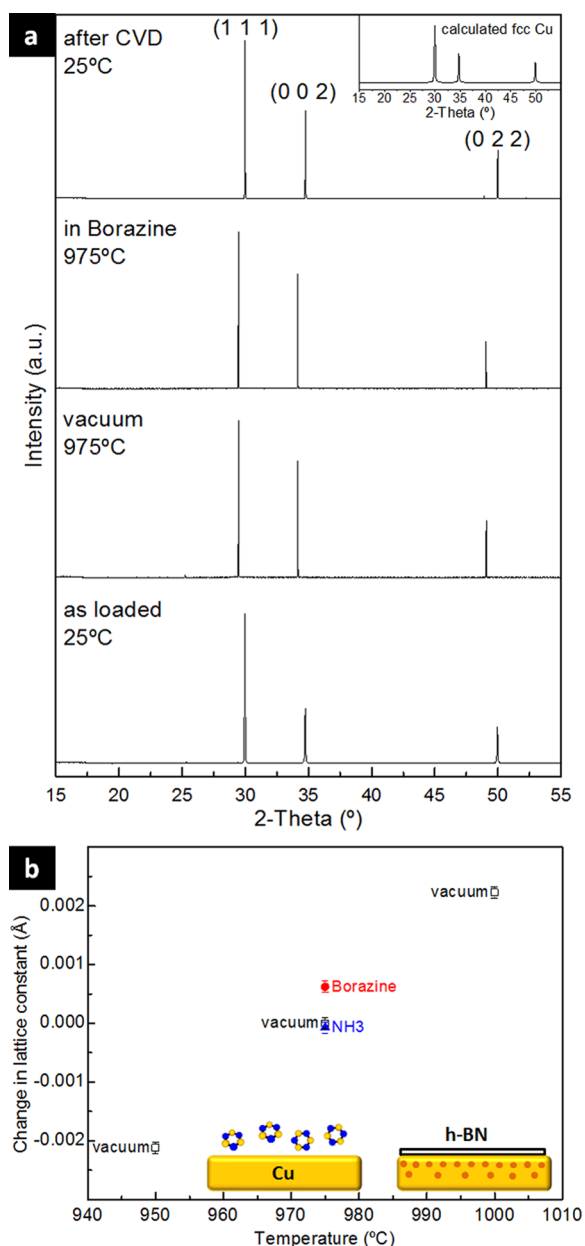 a
after CVD
25ºC
(1 1 1)
(0 0 2)
(0 2 2)
calculated fcc Cu
15 20 25 30 35 40 45 50
2-Theta (º)
in Borazine
975ºC
vacuum
975ºC
as loaded
25ºC
Intensity (a.u.)
15 20 25 30 35 40 45 50 55
2-Theta (º)
b
Change in lattice constant (Å)
0.002
0.001
0.000
-0.001
-0.002
vacuum
Borazine
vacuum
NH3
vacuum
h-BN
Cu
940 950 960 970 980 990 1000 1010
Temperature (ºC)